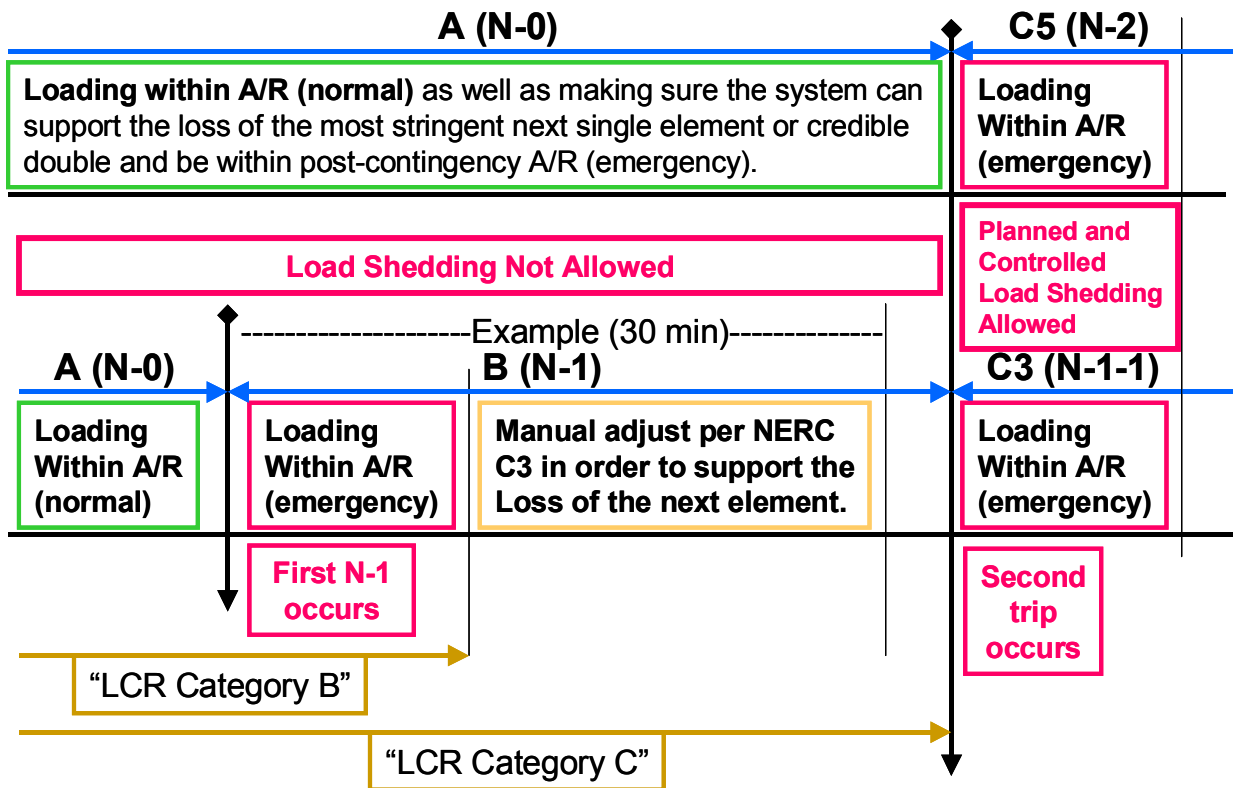 A (N-0)
C5 (N-2)
Loading within A/R (normal) as well as making sure the system can
support the loss of the most stringent next single element or credible
double and be within post-contingency A/R (emergency).
Loading
Within A/R
(emergency)
Load Shedding Not Allowed
Planned and
Controlled
Load Shedding
Allowed
---------------------Example (30 min)--------------
A (N-0)
B (N-1)
C3 (N-1-1)
Loading
Within A/R
(normal)
Loading
Within A/R
(emergency)
Manual adjust per NERC
C3 in order to support the
Loss of the next element.
Loading
Within A/R
(emergency)
First N-1
occurs
Second
trip
occurs
“LCR Category B”
“LCR Category C”